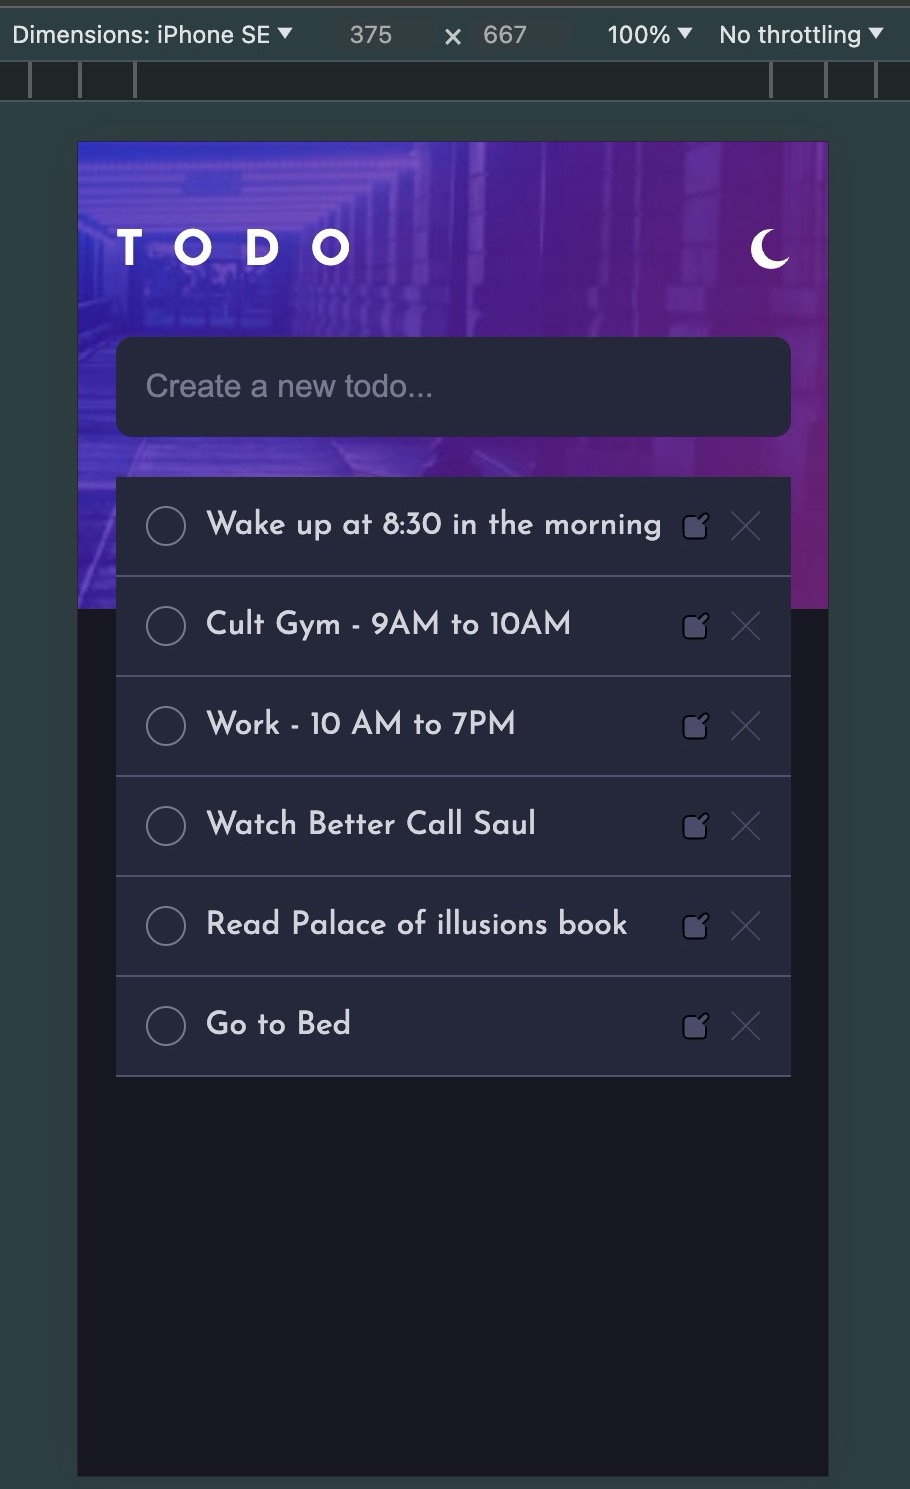 Dimensions: iPhone SE ▼ 375 × 667 100% ▼ No throttling ▼
TODO
Create a new todo...
Wake up at 8:30 in the morning
Cult Gym - 9AM to 10AM
Work - 10 AM to 7PM
Watch Better Call Saul
Read Palace of illusions book
Go to Bed